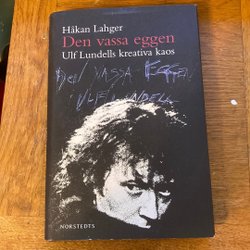 Håkan Lahger
Den vassa eggen
Ulf Lundells kreativa kaos
Den VASSA EGGEN
ULF LUNDELL
NORSTEDTS